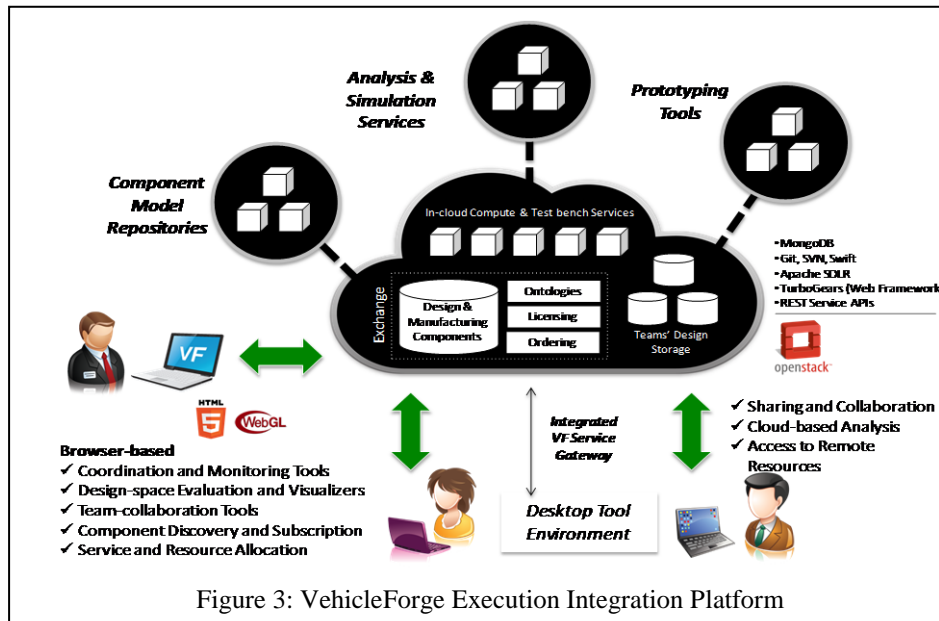 Analysis &
Simulation
Services
Prototyping
Tools
Component
Model
Repositories
In-cloud Compute & Test bench Services
•MongoDB
•Git, SVN, Swift
•Apache SDLR
•TurboGears (Web Framework
•REST Service APIs
Exchange
Design &
Manufacturing
Components
Ontologies
Licensing
Ordering
Teams' Design
Storage
openstack™
VF
HTML
5
WebGL
Integrated
VF Service
Gateway
✓ Sharing and Collaboration
✓ Cloud-based Analysis
✓ Access to Remote
Resources
Browser-based
✓ Coordination and Monitoring Tools
✓ Design-space Evaluation and Visualizers
✓ Team-collaboration Tools
✓ Component Discovery and Subscription
✓ Service and Resource Allocation
Desktop Tool
Environment
Figure 3: VehicleForge Execution Integration Platform